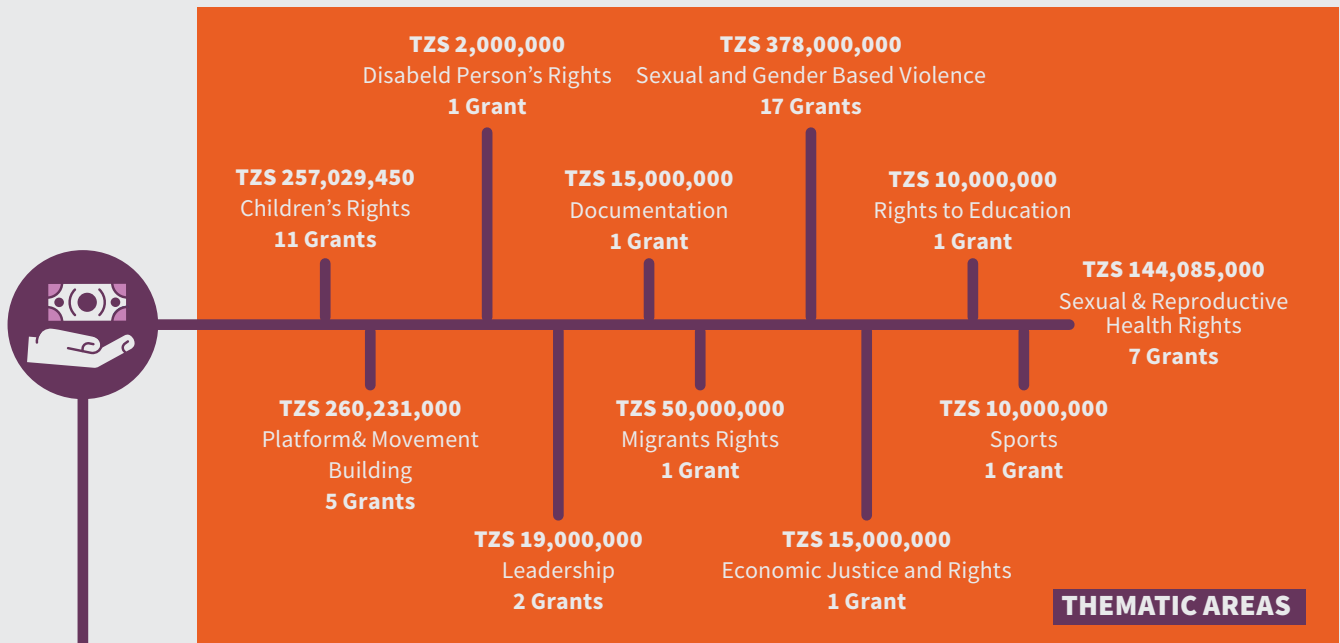 TZS 2,000,000
Disabeld Person’s Rights
1 Grant
TZS 378,000,000
Sexual and Gender Based Violence
17 Grants
TZS 257,029,450
Children’s Rights
11 Grants
TZS 15,000,000
Documentation
1 Grant
TZS 10,000,000
Rights to Education
1 Grant
TZS 144,085,000
Sexual & Reproductive
Health Rights
7 Grants
TZS 260,231,000
Platform& Movement
Building
5 Grants
TZS 50,000,000
Migrants Rights
1 Grant
TZS 10,000,000
Sports
1 Grant
TZS 19,000,000
Leadership
2 Grants
TZS 15,000,000
Economic Justice and Rights
1 Grant
THEMATIC AREAS